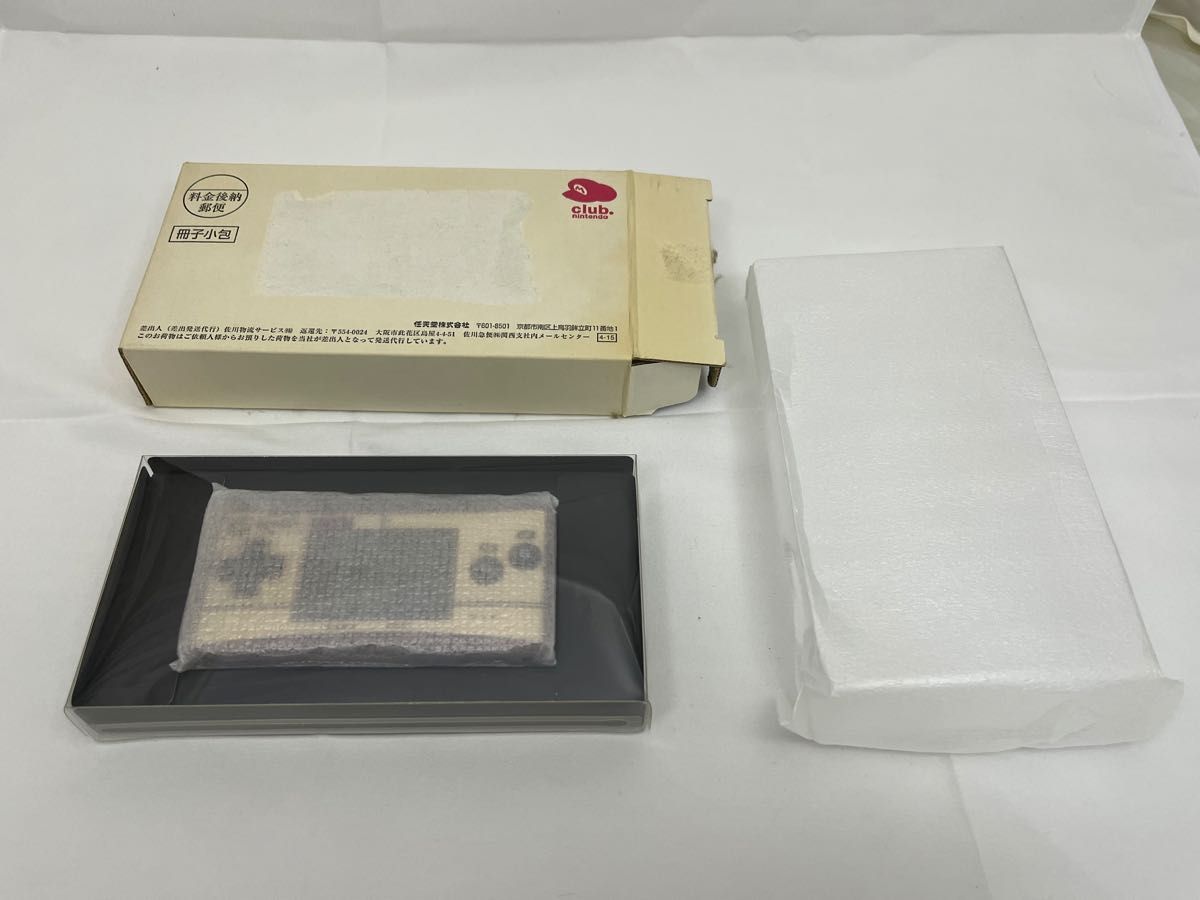 料金後納
郵便
冊子小包
club.
nintendo
任天堂株式会社 〒601-8501 京都市南区上鳥羽鉾立町11番地1
差出人（差出発送代行）佐川物流サービス㈱ 返還先：〒554-0024 大阪市此花区島屋4-4-51 佐川急便㈱関西支社内メールセンター 4-15
このお荷物はご依頼人様からお預りした荷物を当社が差出人となって発送代行しています。